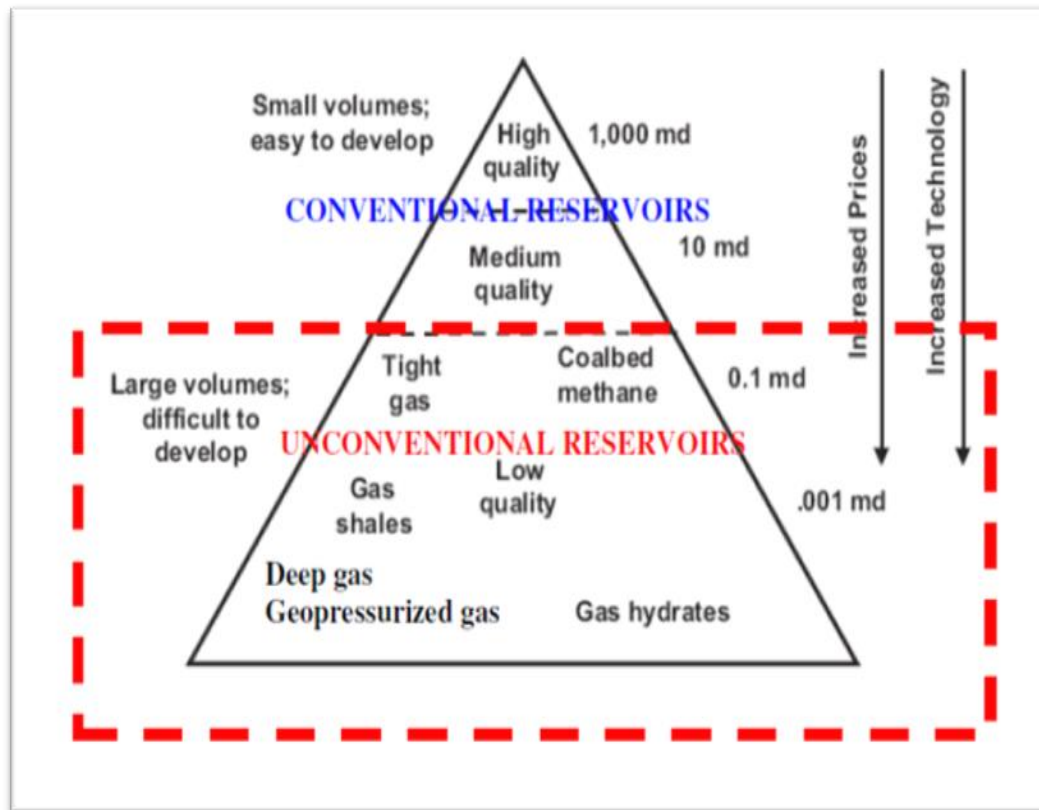 Small volumes;
easy to develop
High
quality
1,000 md
CONVENTIONAL RESERVOIRS
Medium
quality
10 md
Increased Prices
Increased Technology
Large volumes;
difficult to
develop
Tight
gas
Coalbed
methane
0.1 md
UNCONVENTIONAL RESERVOIRS
Low
quality
Gas
shales
.001 md
Deep gas
Geopressurized gas
Gas hydrates